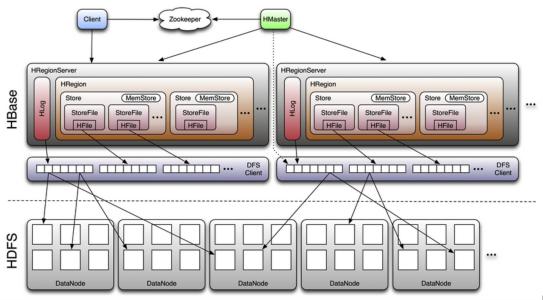 Client
Zookeeper
HMaster
HBase
HRegionServer
HRegionServer
HLog
HRegion
HLog
HRegion
Store
MemStore
Store
MemStore
Store
MemStore
Store
MemStore
StoreFile
StoreFile
...
StoreFile
...
...
...
StoreFile
StoreFile
...
StoreFile
...
...
...
...
HFile
HFile
HFile
HFile
HFile
HFile
...
DFS Client
...
DFS Client
HDFS
DataNode
DataNode
DataNode
DataNode
DataNode
...